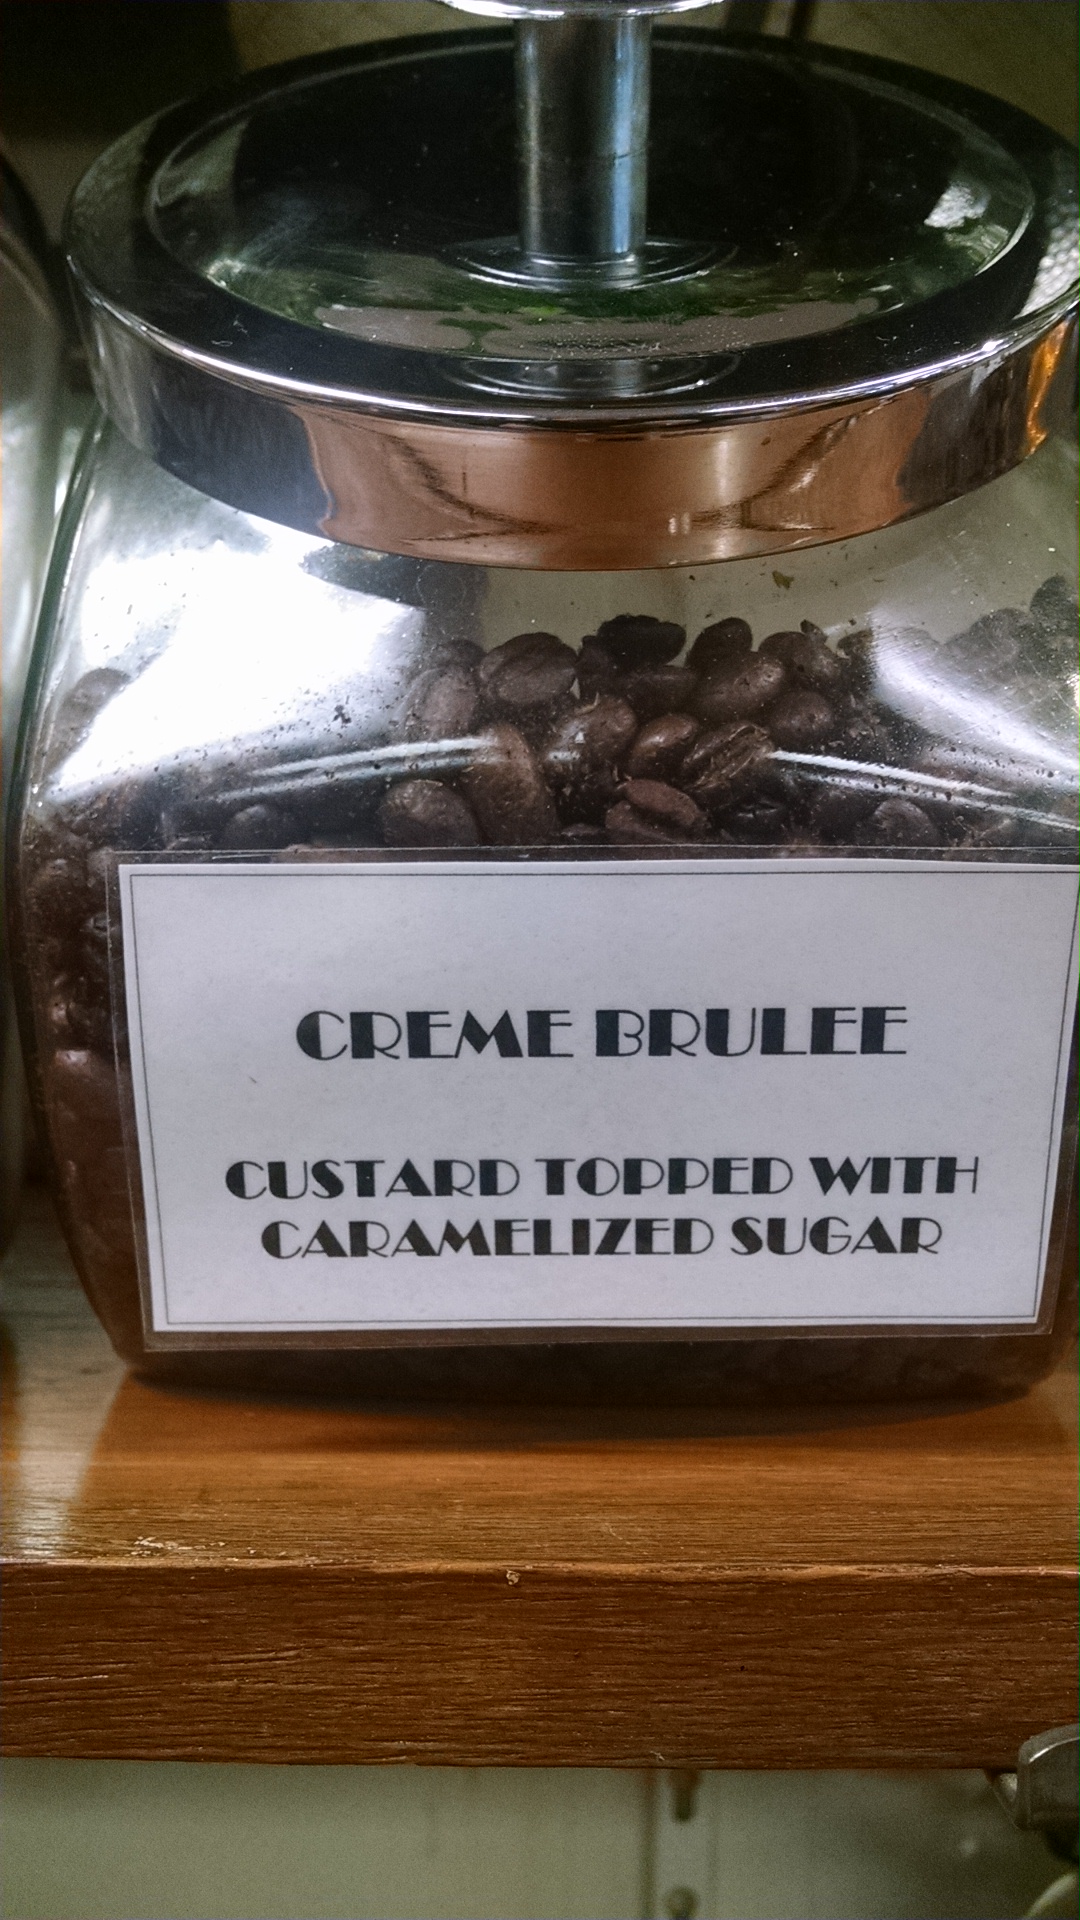 CREME BRULEE
CUSTARD TOPPED WITH
CARAMELIZED SUGAR